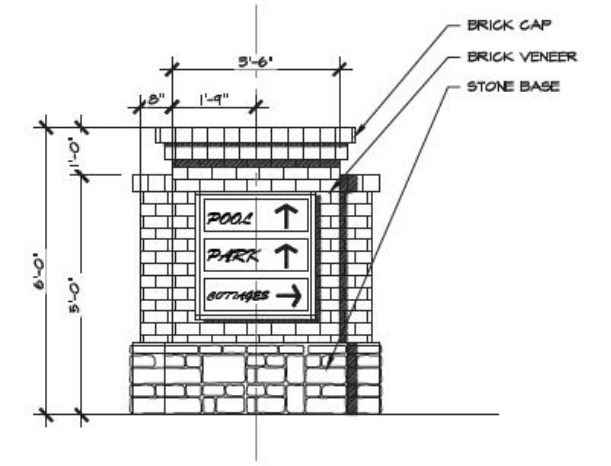 BRICK CAP
BRICK VENEER
STONE BASE
3'-6"
8"
1'-9"
1'-0"
6'-0"
5'-0"
POOL
PARK
COTTAGES